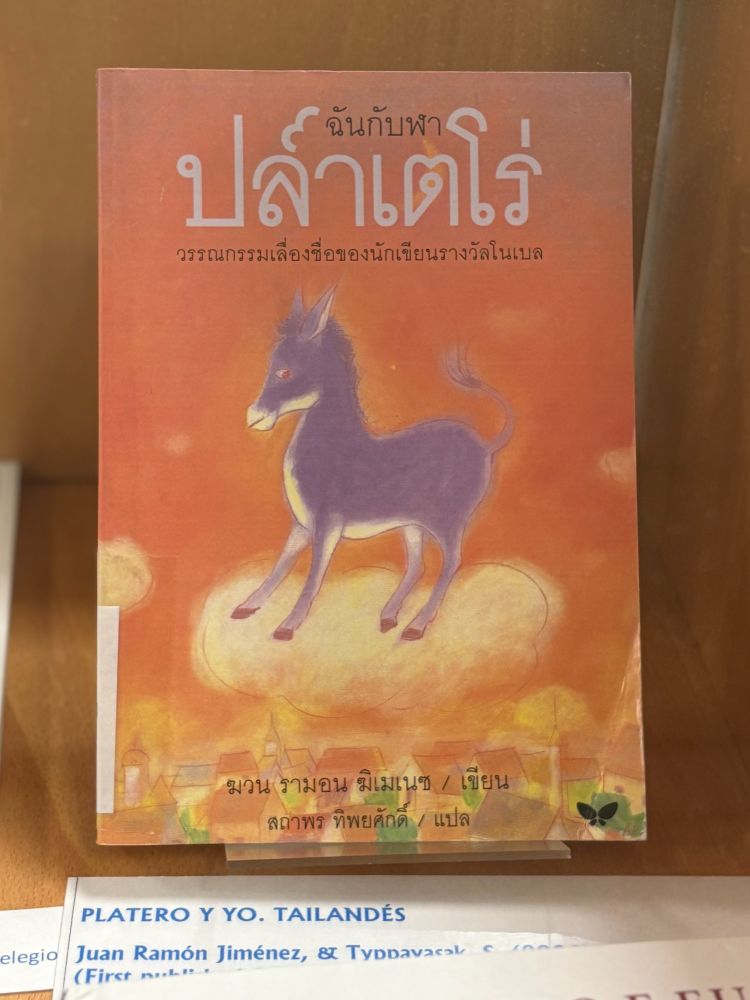 ฉันกับฬา
ปล์าเตโร่
วรรณกรรมเลื่องชื่อของนักเขียนรางวัลโนเบล
ฆวน รามอน ฆิเมเนซ / เขียน
สถาพร ทิพยศักดิ์ / แปล
PLATERO Y YO. TAILANDÉS
elegio
Juan Ramón Jiménez, & Typpayasak, S.
(First